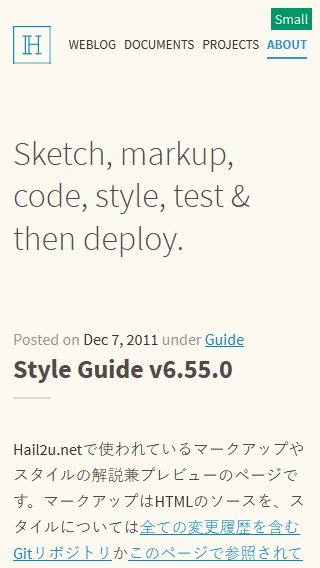 Small
H
WEBLOG DOCUMENTS PROJECTS ABOUT
Sketch, markup,
code, style, test &
then deploy.
Posted on Dec 7, 2011 under Guide
Style Guide v6.55.0
Hail2u.netで使われているマークアップや
スタイルの解説兼プレビューのページで
す。マークアップはHTMLのソースを、ス
タイルについては全ての変更履歴を含む
Gitリポジトリかこのページで参照されて